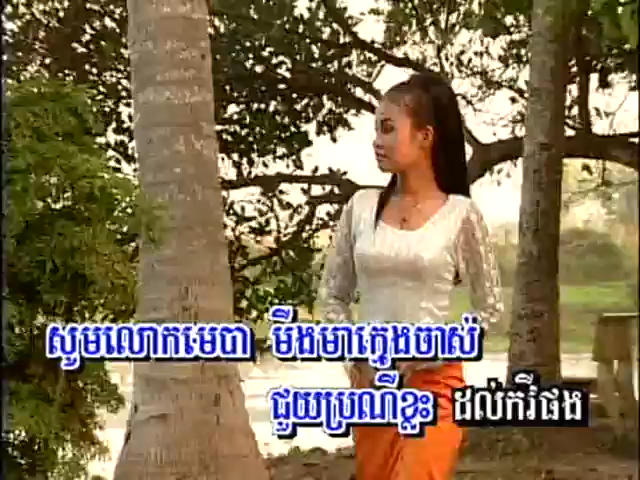 សូមលោកមេបា មីងមាក្មេងចាស់
ជួយប្រណីខ្លះ ដល់កវីផង